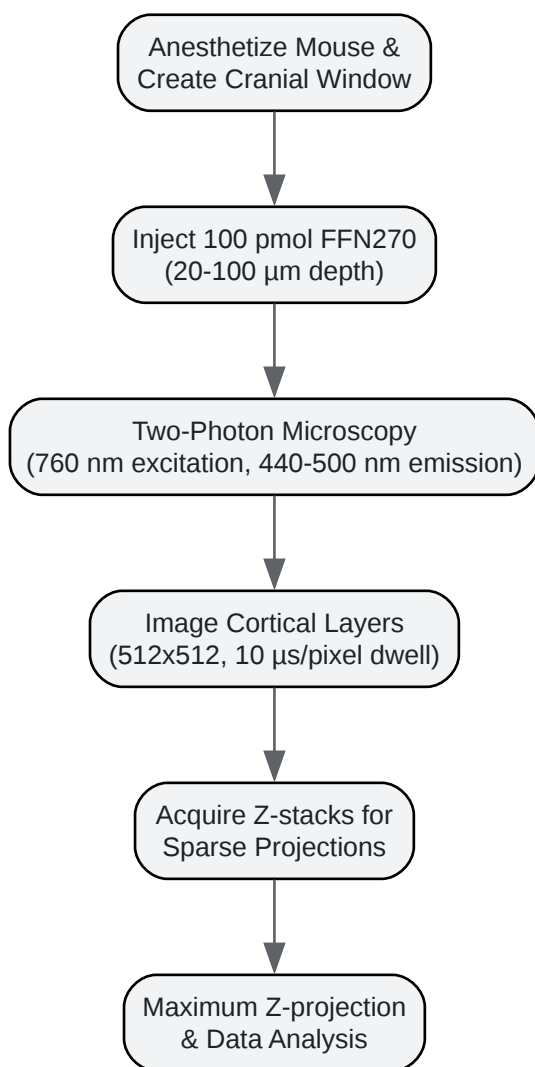 Anesthetize Mouse &
Create Cranial Window
Inject 100 pmol FFN270
(20-100 µm depth)
Two-Photon Microscopy
(760 nm excitation, 440-500 nm emission)
Image Cortical Layers
(512x512, 10 µs/pixel dwell)
Acquire Z-stacks for
Sparse Projections
Maximum Z-projection
& Data Analysis